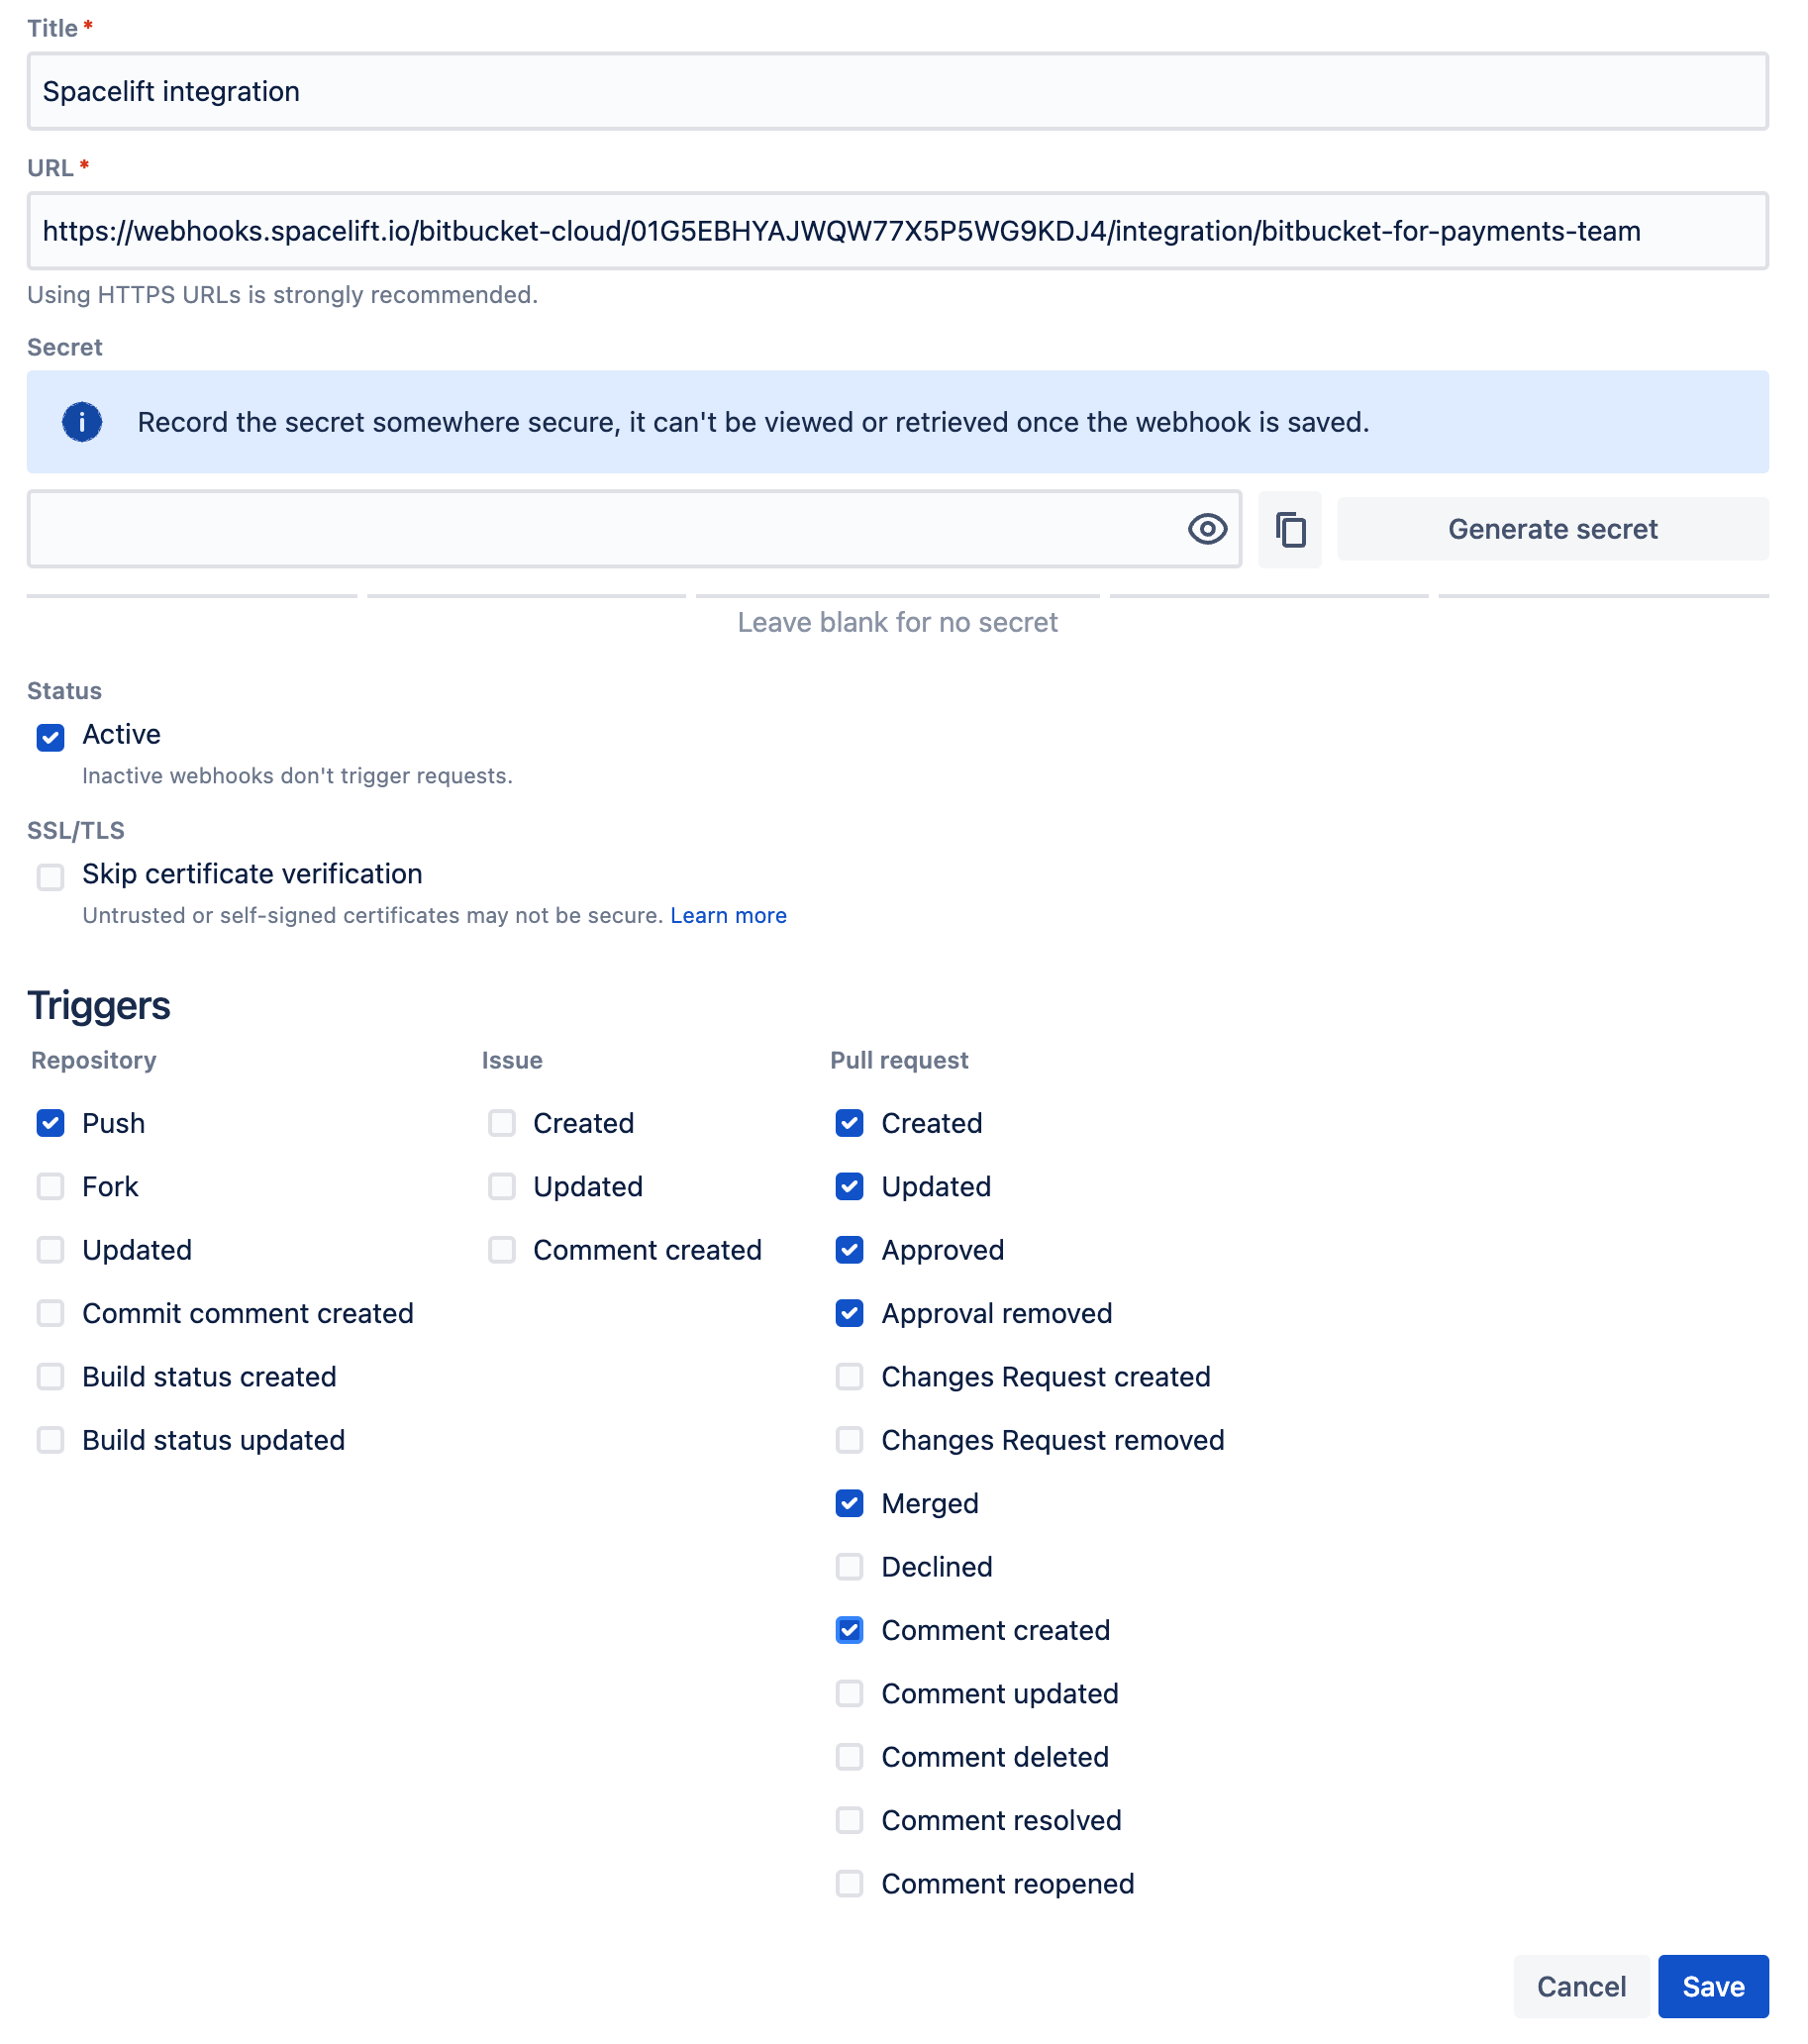 Title *
Spacelift integration
URL *
https://webhooks.spacelift.io/bitbucket-cloud/01G5EBHYAJWQW77X5P5WG9KDJ4/integration/bitbucket-for-payments-team
Using HTTPS URLs is strongly recommended.
Secret
Record the secret somewhere secure, it can't be viewed or retrieved once the webhook is saved.
Generate secret
Leave blank for no secret
Status
Active
Inactive webhooks don't trigger requests.
SSL/TLS
Skip certificate verification
Untrusted or self-signed certificates may not be secure. Learn more
Triggers
Repository
Push
Fork
Updated
Commit comment created
Build status created
Build status updated
Issue
Created
Updated
Comment created
Pull request
Created
Updated
Approved
Approval removed
Changes Request created
Changes Request removed
Merged
Declined
Comment created
Comment updated
Comment deleted
Comment resolved
Comment reopened
Cancel
Save